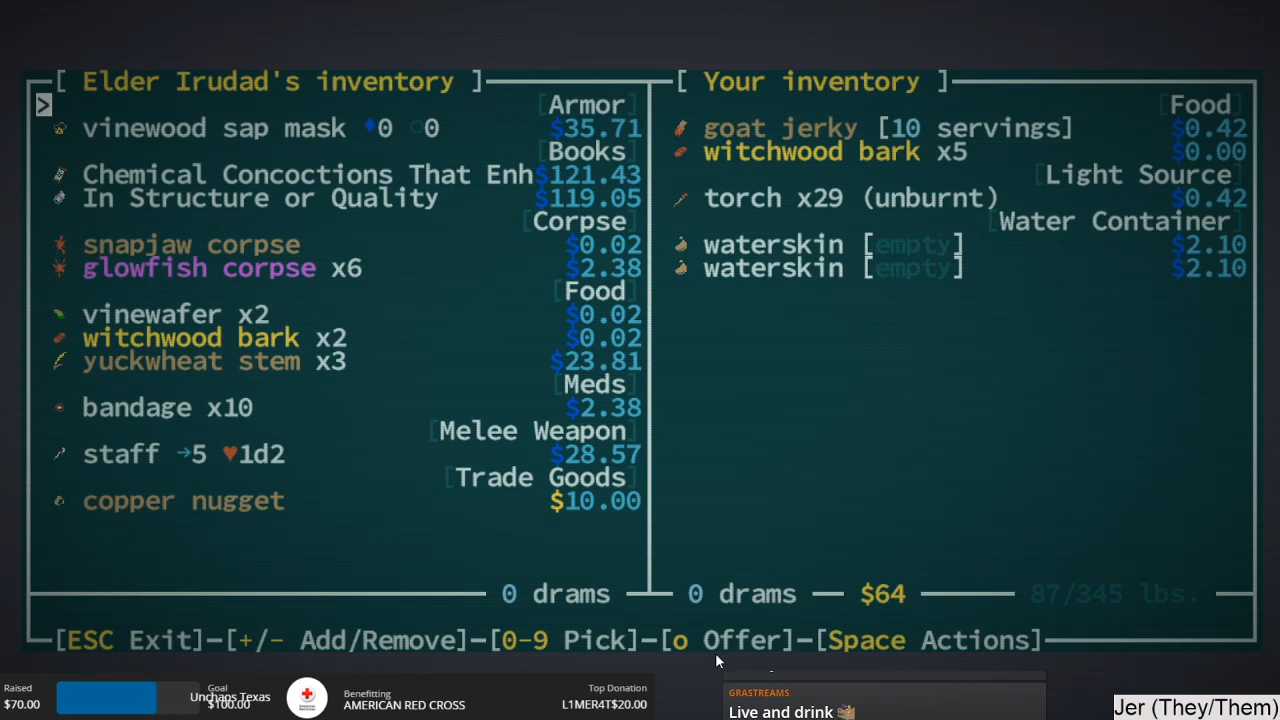 [ Elder Irudad's inventory ]
>
[Armor]
vinewood sap mask ♦0 ○0 $35.71
[Books]
Chemical Concoctions That Enh$121.43
In Structure or Quality $119.05
[Corpse]
snapjaw corpse $0.02
glowfish corpse x6 $2.38
[Food]
vinewafer x2 $0.02
witchwood bark x2 $0.02
yuckwheat stem x3 $23.81
[Meds]
bandage x10 $2.38
[Melee Weapon]
staff →5 ♥1d2 $28.57
[Trade Goods]
copper nugget $10.00
[ Your inventory ]
[Food]
goat jerky [10 servings] $0.42
witchwood bark x5 $0.00
[Light Source]
torch x29 (unburnt) $0.42
[Water Container]
waterskin [empty] $2.10
waterskin [empty] $2.10
0 drams 0 drams $64 87/345 lbs.
[ESC Exit]-[+/- Add/Remove]-[0-9 Pick]-[o Offer]-[Space Actions]
Raised
$70.00
Goal
$100.00
Unchaos Texas
Benefitting
AMERICAN RED CROSS
Top Donation
L1MER4T$20.00
GRASTREAMS
Live and drink
Jer (They/Them)